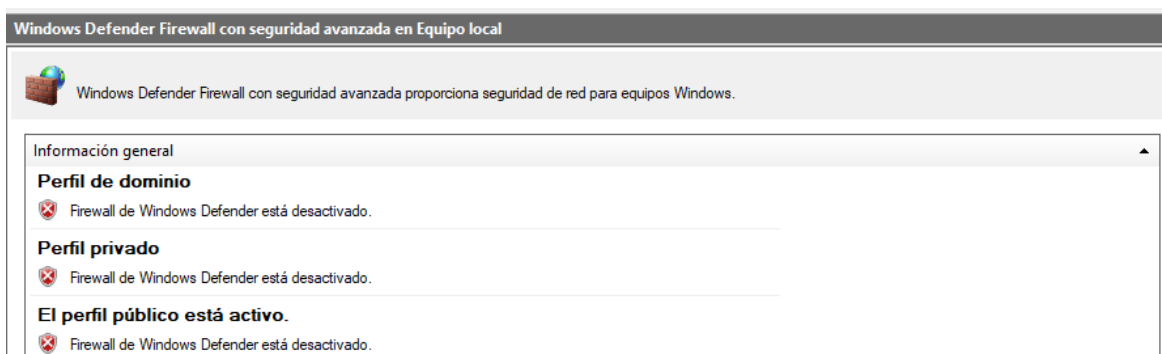 Windows Defender Firewall con seguridad avanzada en Equipo local
Windows Defender Firewall con seguridad avanzada proporciona seguridad de red para equipos Windows.
Información general
Perfil de dominio
Firewall de Windows Defender está desactivado.
Perfil privado
Firewall de Windows Defender está desactivado.
El perfil público está activo.
Firewall de Windows Defender está desactivado.